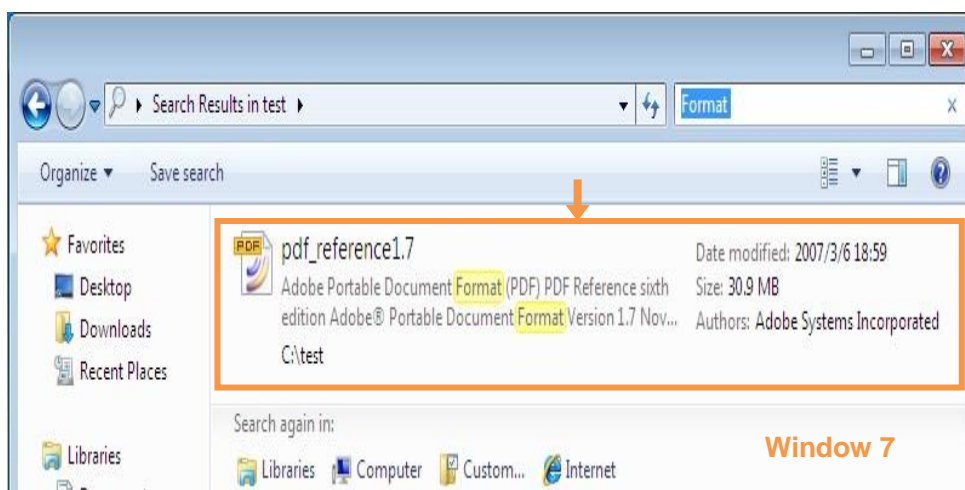 Search Results in test
Format
Organize
Save search
Favorites
Desktop
Downloads
Recent Places
Libraries
PDF
pdf_reference1.7
Adobe Portable Document Format (PDF) PDF Reference sixth
edition Adobe® Portable Document Format Version 1.7 Nov...
C:\test
Date modified: 2007/3/6 18:59
Size: 30.9 MB
Authors: Adobe Systems Incorporated
Search again in:
Libraries Computer Custom... Internet
Window 7